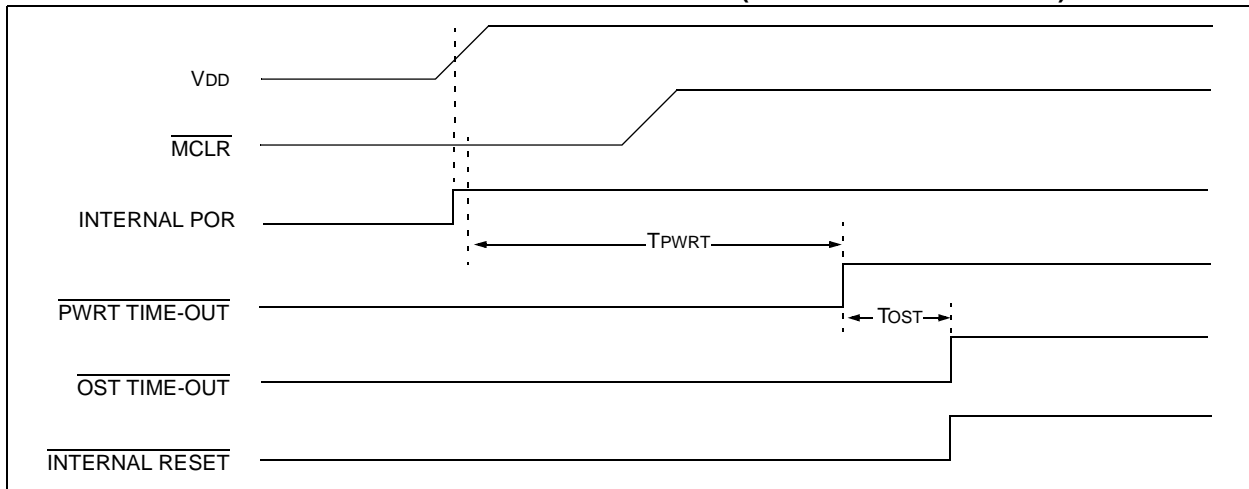 VDD
MCLR
INTERNAL POR
TPWRT
PWRT TIME-OUT
TOST
OST TIME-OUT
INTERNAL RESET